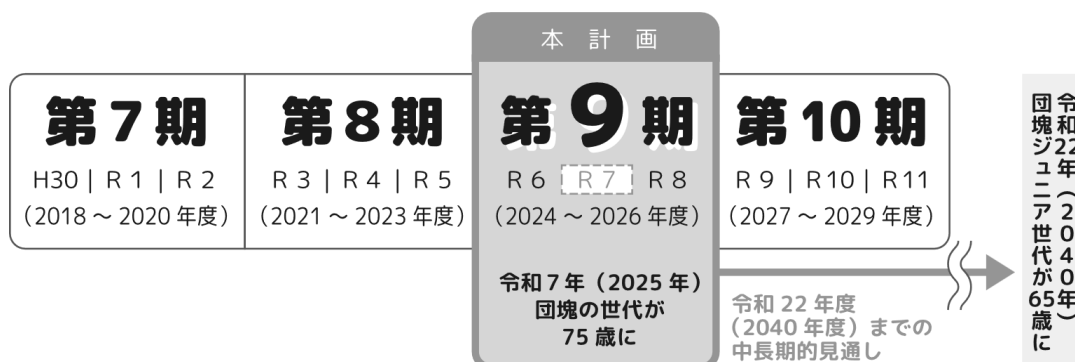 本計画
第7期
H30 | R1 | R2
（2018～2020年度）
第8期
R3 | R4 | R5
（2021～2023年度）
第9期
R6 R7 R8
（2024～2026年度）
令和7年（2025年）
団塊の世代が
75歳に
第10期
R9 | R10 | R11
（2027～2029年度）
令和22年度
（2040年度）までの
中長期的見通し
令和22年（2040年）
団塊ジュニア世代が65歳に